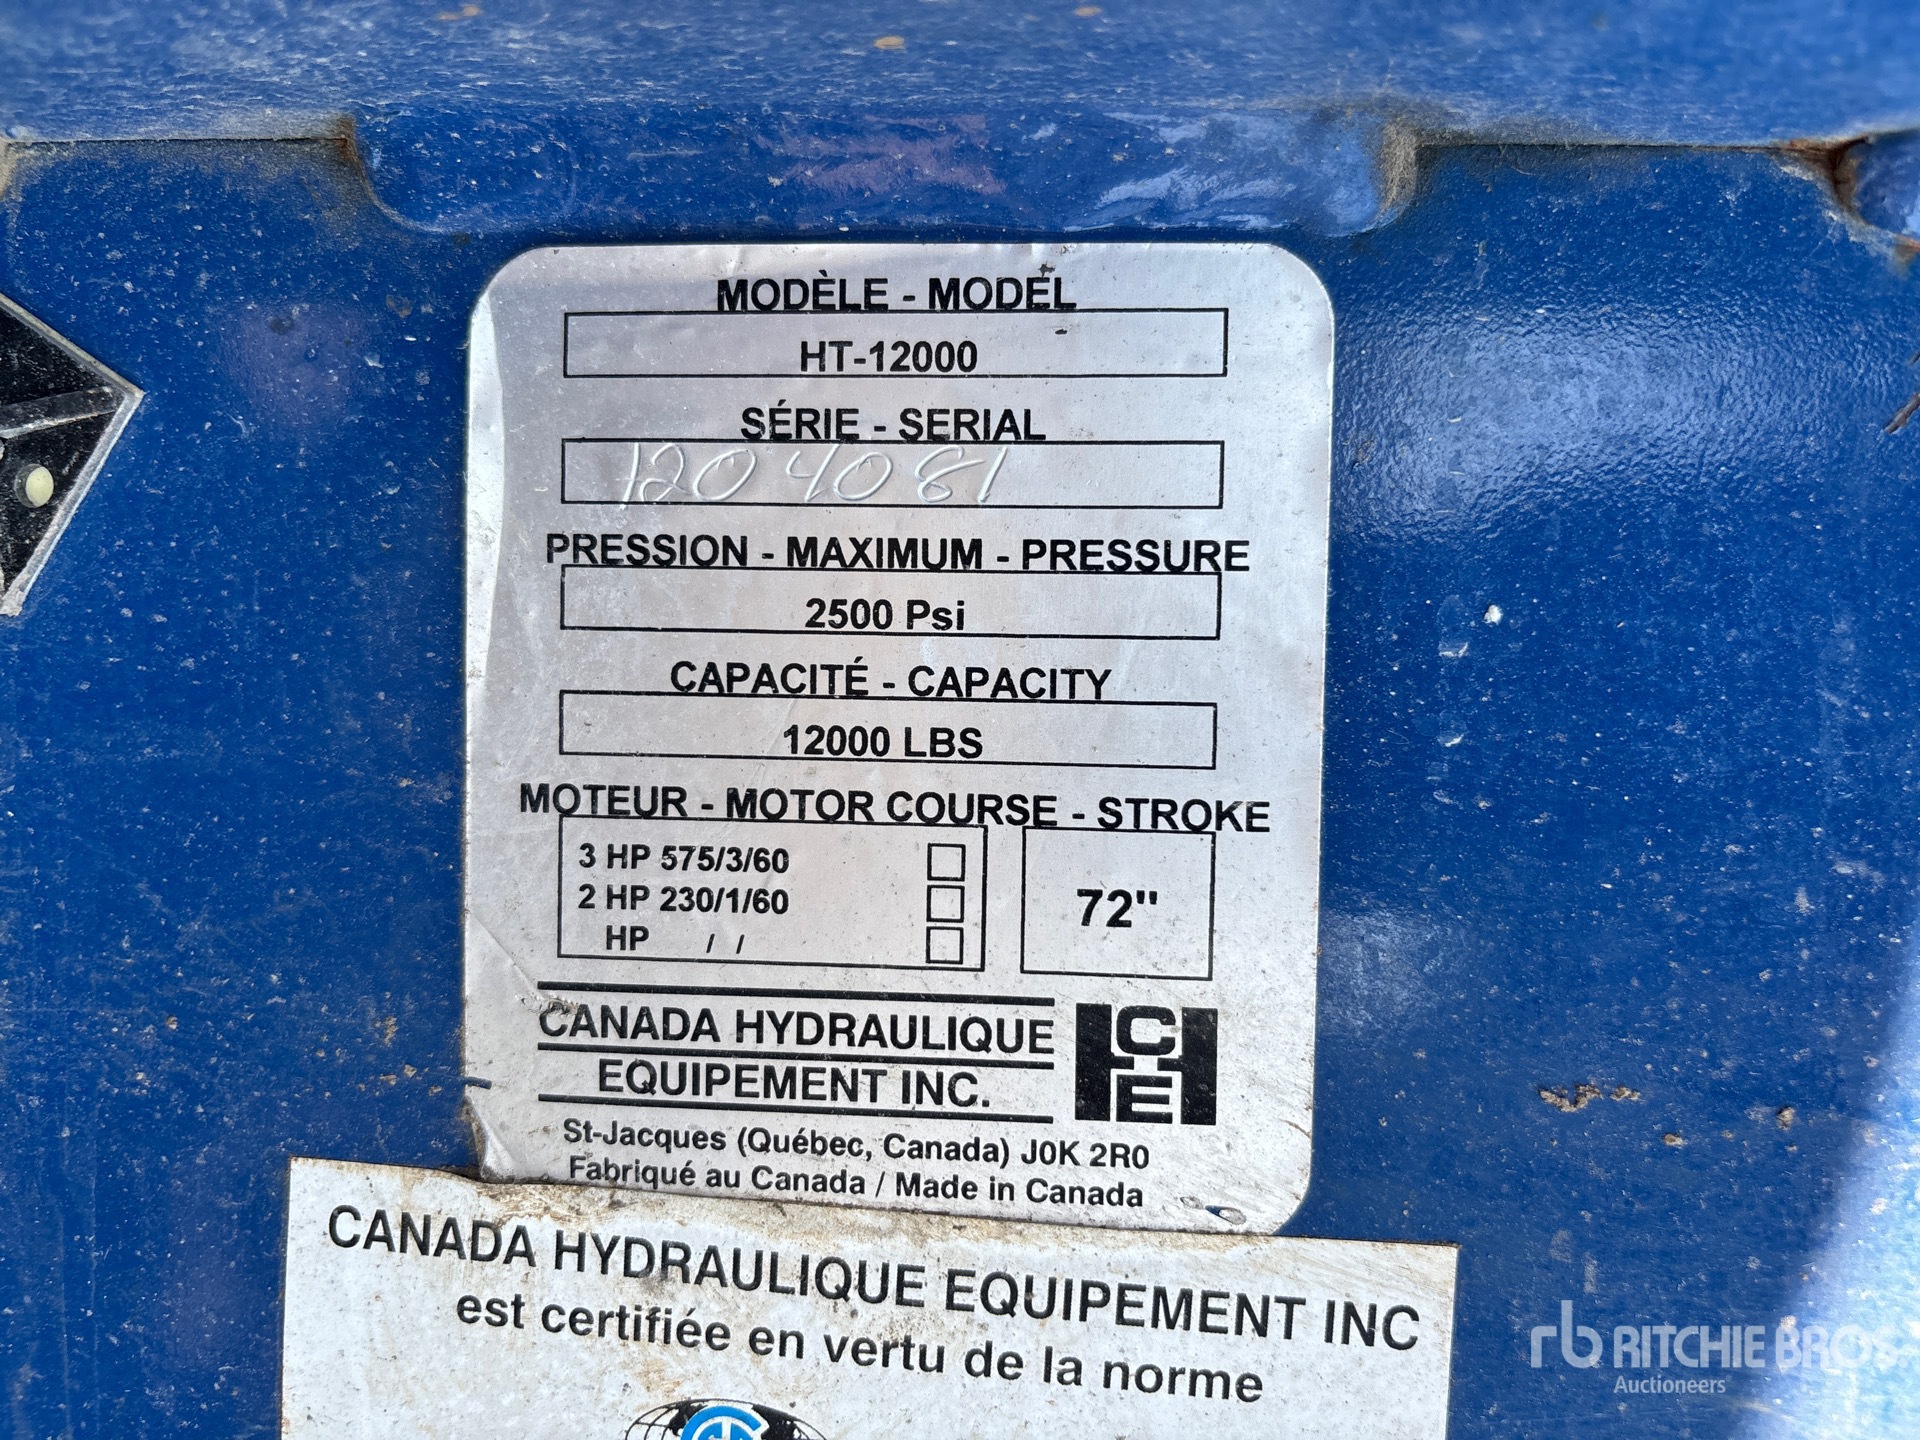 MODÈLE - MODEL
HT-12000
SÉRIE - SERIAL
1204081
PRESSION - MAXIMUM - PRESSURE
2500 Psi
CAPACITÉ - CAPACITY
12000 LBS
MOTEUR - MOTOR COURSE - STROKE
3 HP 575/3/60
2 HP 230/1/60
HP / /
72"
CANADA HYDRAULIQUE
EQUIPEMENT INC.
HCE
St-Jacques (Québec, Canada) J0K 2R0
Fabriqué au Canada / Made in Canada
CANADA HYDRAULIQUE EQUIPEMENT INC
est certifiée en vertu de la norme
rb RITCHIE BROS.
Auctioneers